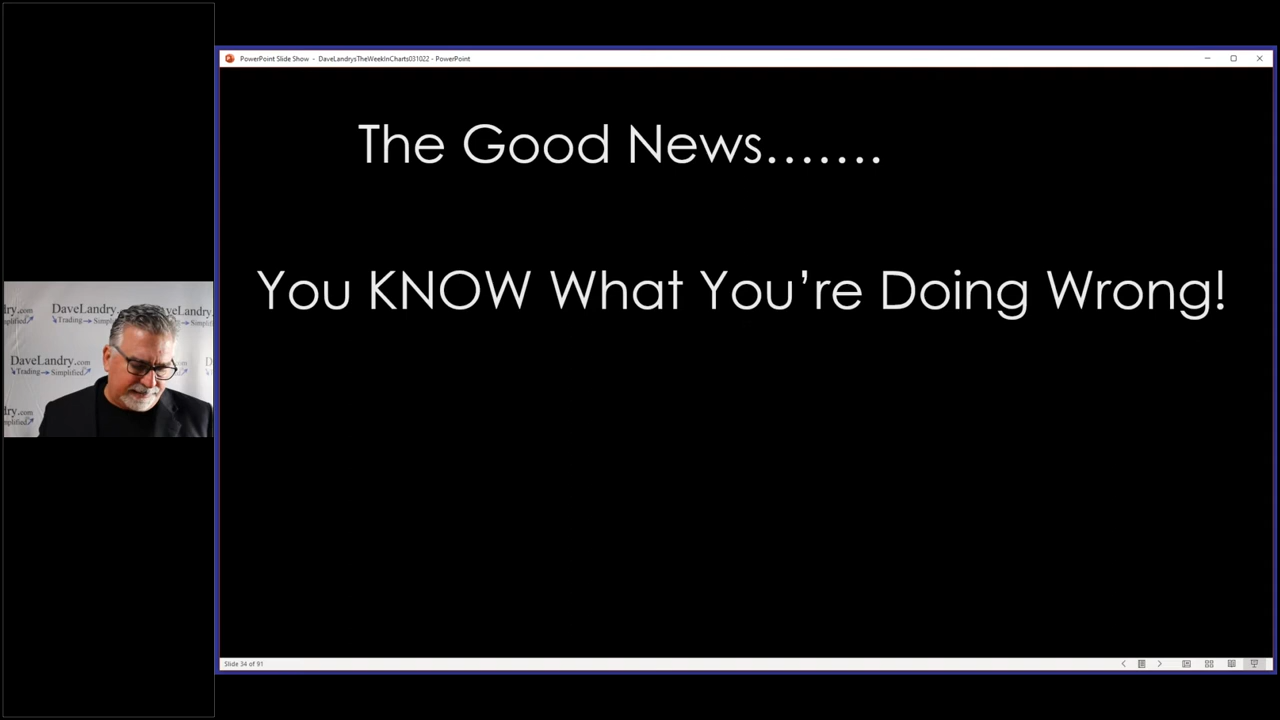 PowerPoint Slide Show - DaveLandrysTheWeekInCharts031022 - PowerPoint
The Good News.......
You KNOW What You’re Doing Wrong!
DaveLandry.com
Trading Simplified
DaveLandry.com
Trading Simplified
Slide 34 of 91